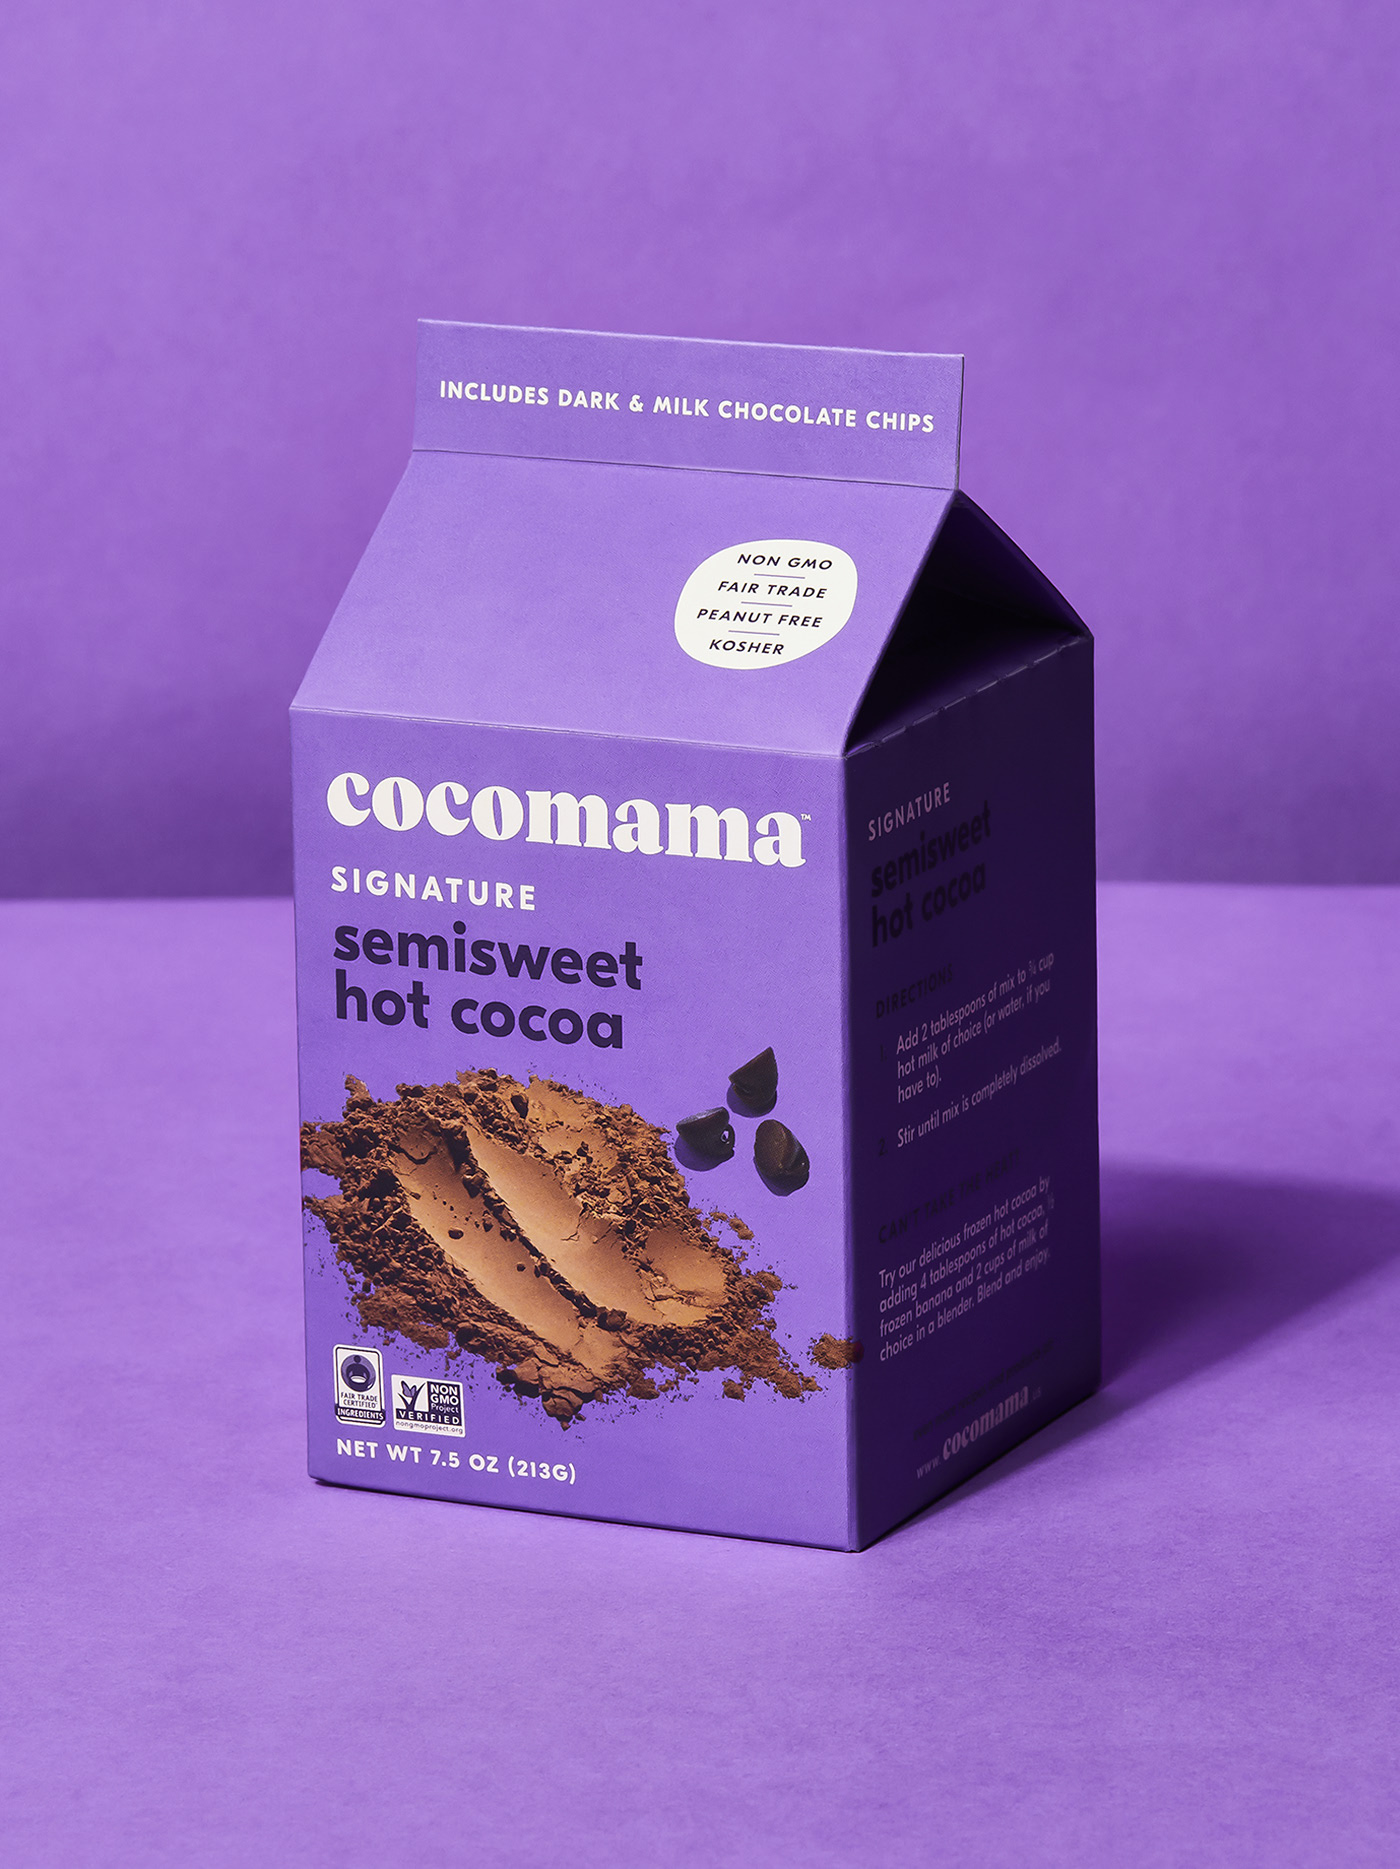 INCLUDES DARK & MILK CHOCOLATE CHIPS
NON GMO
FAIR TRADE
PEANUT FREE
KOSHER
cocomama™
SIGNATURE
semisweet
hot cocoa
FAIR TRADE
CERTIFIED
INGREDIENTS
NON
GMO
Project
VERIFIED
nongmoproject.org
NET WT 7.5 OZ (213G)
SIGNATURE
semisweet
hot cocoa
DIRECTIONS
1. Add 2 tablespoons of mix to ¾ cup
hot milk of choice (or water, if you
have to).
2. Stir until mix is completely dissolved.
CAN'T TAKE THE HEAT?
Try our delicious frozen hot cocoa by
adding 4 tablespoons of hot cocoa, ½
frozen banana and 2 cups of milk of
choice in a blender. Blend and enjoy.
www.cocomama